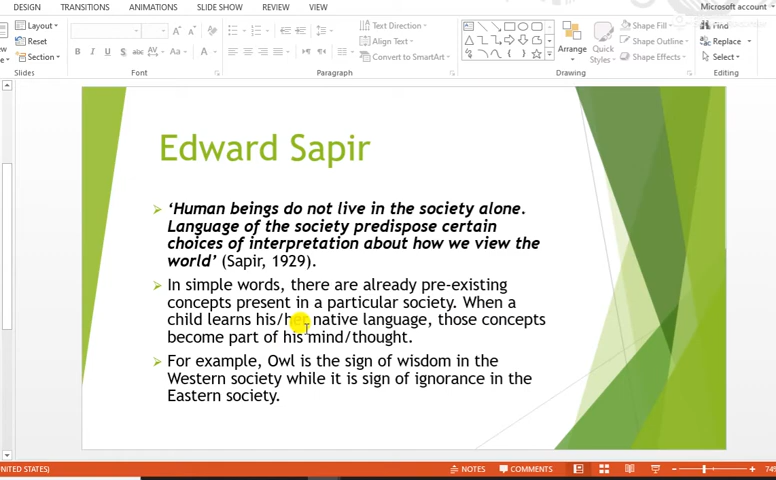 DESIGN TRANSITIONS ANIMATIONS SLIDE SHOW REVIEW VIEW Microsoft account
Layout Text Direction Shape Fill Find
Reset Align Text Arrange Quick Shape Outline Replace
Section B I U S abc AV Aa A Convert to SmartArt Styles Shape Effects Select
Slides Font Paragraph Drawing Editing
Edward Sapir
‘Human beings do not live in the society alone.
Language of the society predispose certain
choices of interpretation about how we view the
world’ (Sapir, 1929).
In simple words, there are already pre-existing
concepts present in a particular society. When a
child learns his/her native language, those concepts
become part of his mind/thought.
For example, Owl is the sign of wisdom in the
Western society while it is sign of ignorance in the
Eastern society.
NITED STATES) NOTES COMMENTS 74%